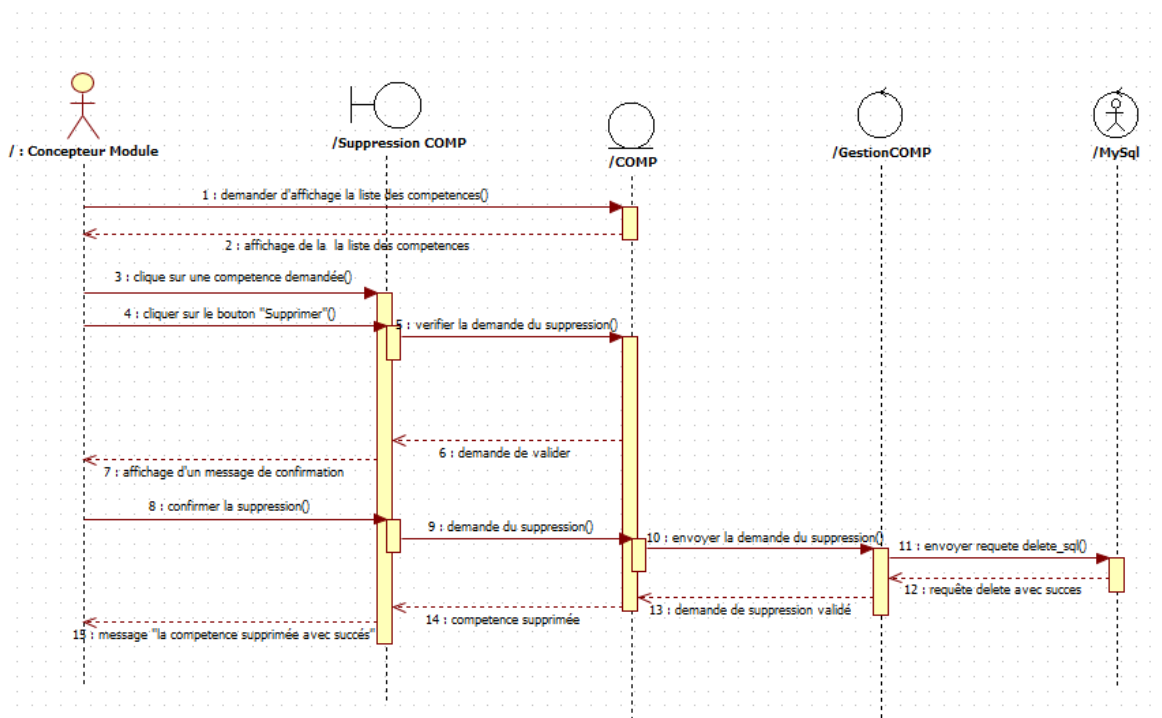 / : Concepteur Module
/Suppression COMP
/COMP
/GestionCOMP
/MySql
1 : demander d'affichage la liste des competences()
2 : affichage de la la liste des competences
3 : clique sur une competence demandée()
4 : cliquer sur le bouton "Supprimer"()
5 : verifier la demande du suppression()
6 : demande de valider
7 : affichage d'un message de confirmation
8 : confirmer la suppression()
9 : demande du suppression()
10 : envoyer la demande du suppression()
11 : envoyer requete delete_sql()
12 : requête delete avec succes
13 : demande de suppression validé
14 : competence supprimée
15 : message "la competence supprimée avec succés"